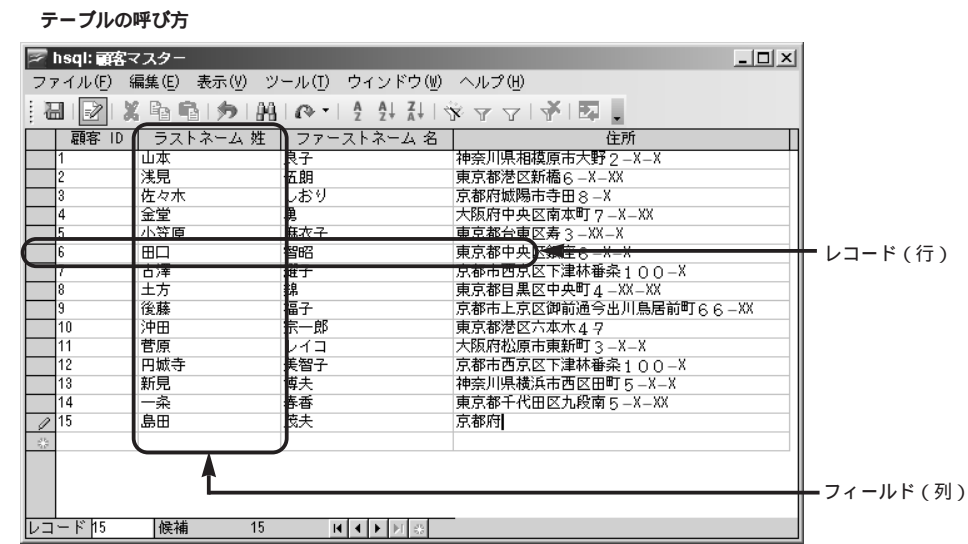 テーブルの呼び方
hsql: 顧客マスター
ファイル(F) 編集(E) 表示(V) ツール(T) ウィンドウ(W) ヘルプ(H)
顧客 ID ラストネーム 姓 ファーストネーム 名 住所
1 山本 良子 神奈川県相模原市大野2-X-X
2 浅見 五朗 東京都港区新橋6-X-XX
3 佐々木 しおり 京都府城陽市寺田8-X
4 金堂 勇 大阪府中央区南本町7-X-XX
5 小笠原 麻衣子 東京都台東区寿3-XX-X
6 田口 智昭 東京都中央区銀座6-X-X
レコード(行)
7 古澤 雅子 京都市西京区下津林番条100-X
8 土方 錦 東京都目黒区中央町4-XX-XX
9 後藤 福子 京都市上京区御前通今出川鳥居前町66-XX
10 沖田 宗一郎 東京都港区六本木47
11 菅原 レイコ 大阪府松原市東新町3-X-X
12 円城寺 美智子 京都市西京区下津林番条100-X
13 新見 博夫 神奈川県横浜市西区田町5-X-X
14 一条 春香 東京都千代田区九段南5-X-XX
15 島田 茂夫 京都府
フィールド(列)
レコード 15 候補 15